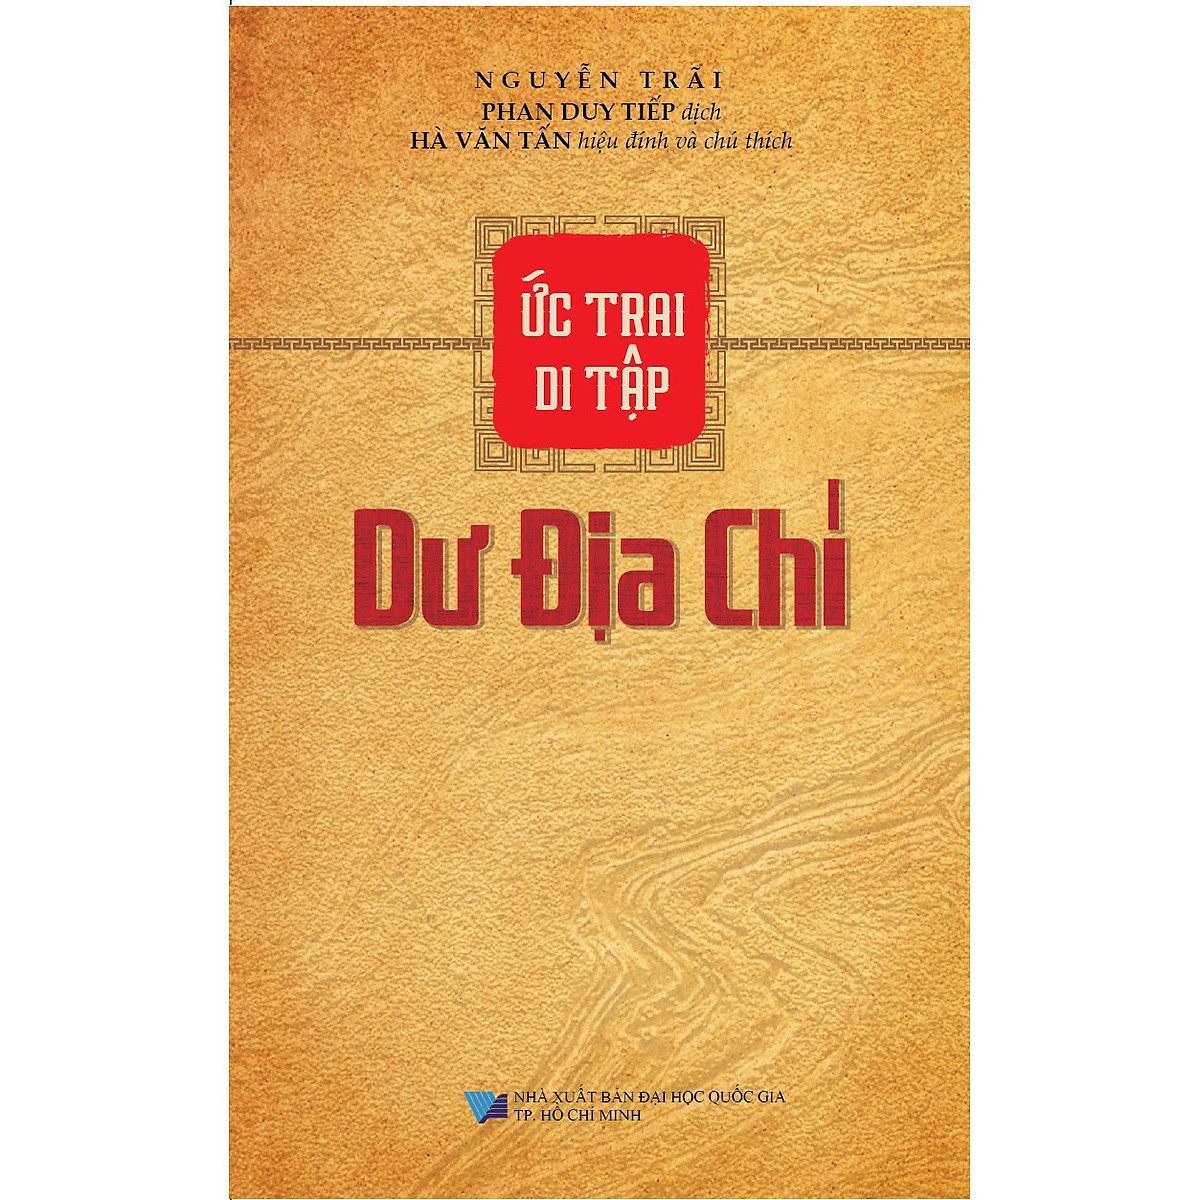 NGUYỄN TRÃI
PHAN DUY TIẾP dịch
HÀ VĂN TẤN hiệu đính và chú thích
ỨC TRAI
DI TẬP
Dư Địa Chí
NHÀ XUẤT BẢN ĐẠI HỌC QUỐC GIA
TP. HỒ CHÍ MINH